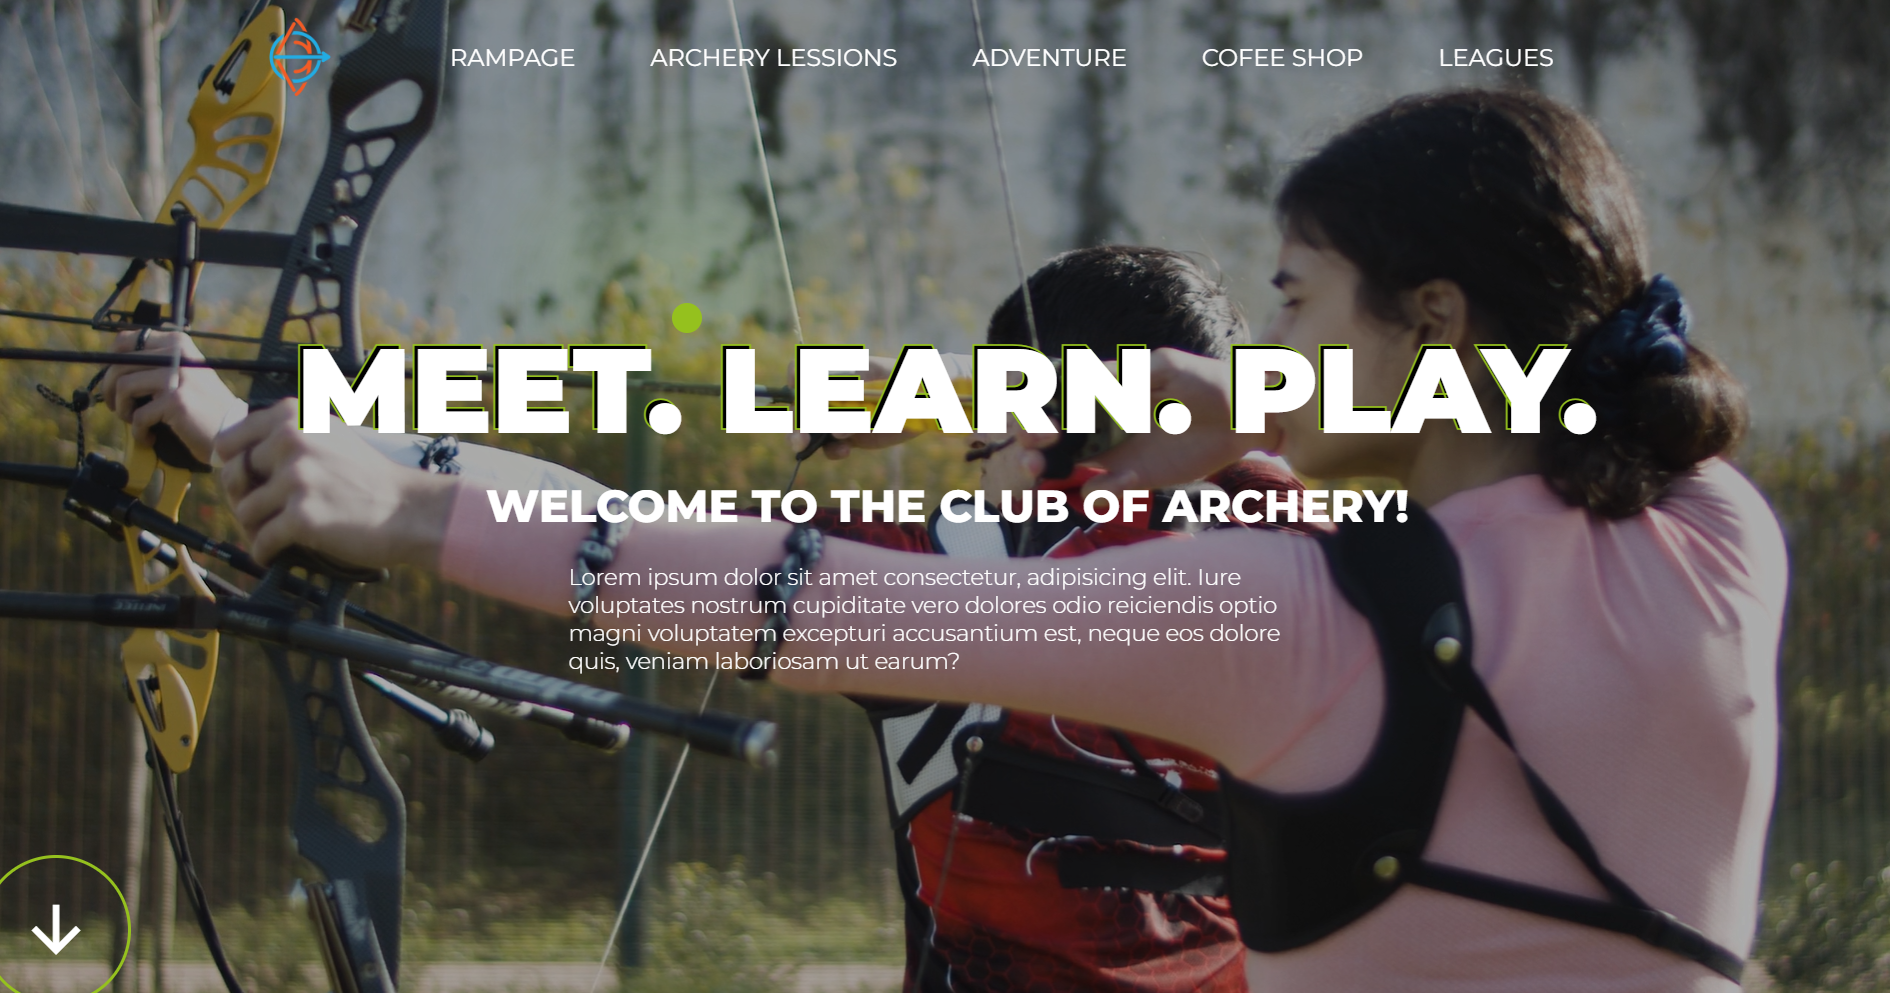 RAMPAGE
ARCHERY LESSIONS
ADVENTURE
COFEE SHOP
LEAGUES
MEET. LEARN. PLAY.
WELCOME TO THE CLUB OF ARCHERY!
Lorem ipsum dolor sit amet consectetur, adipisicing elit. Iure
voluptates nostrum cupiditate vero dolores odio reiciendis optio
magni voluptatem excepturi accusantium est, neque eos dolore
quis, veniam laboriosam ut earum?